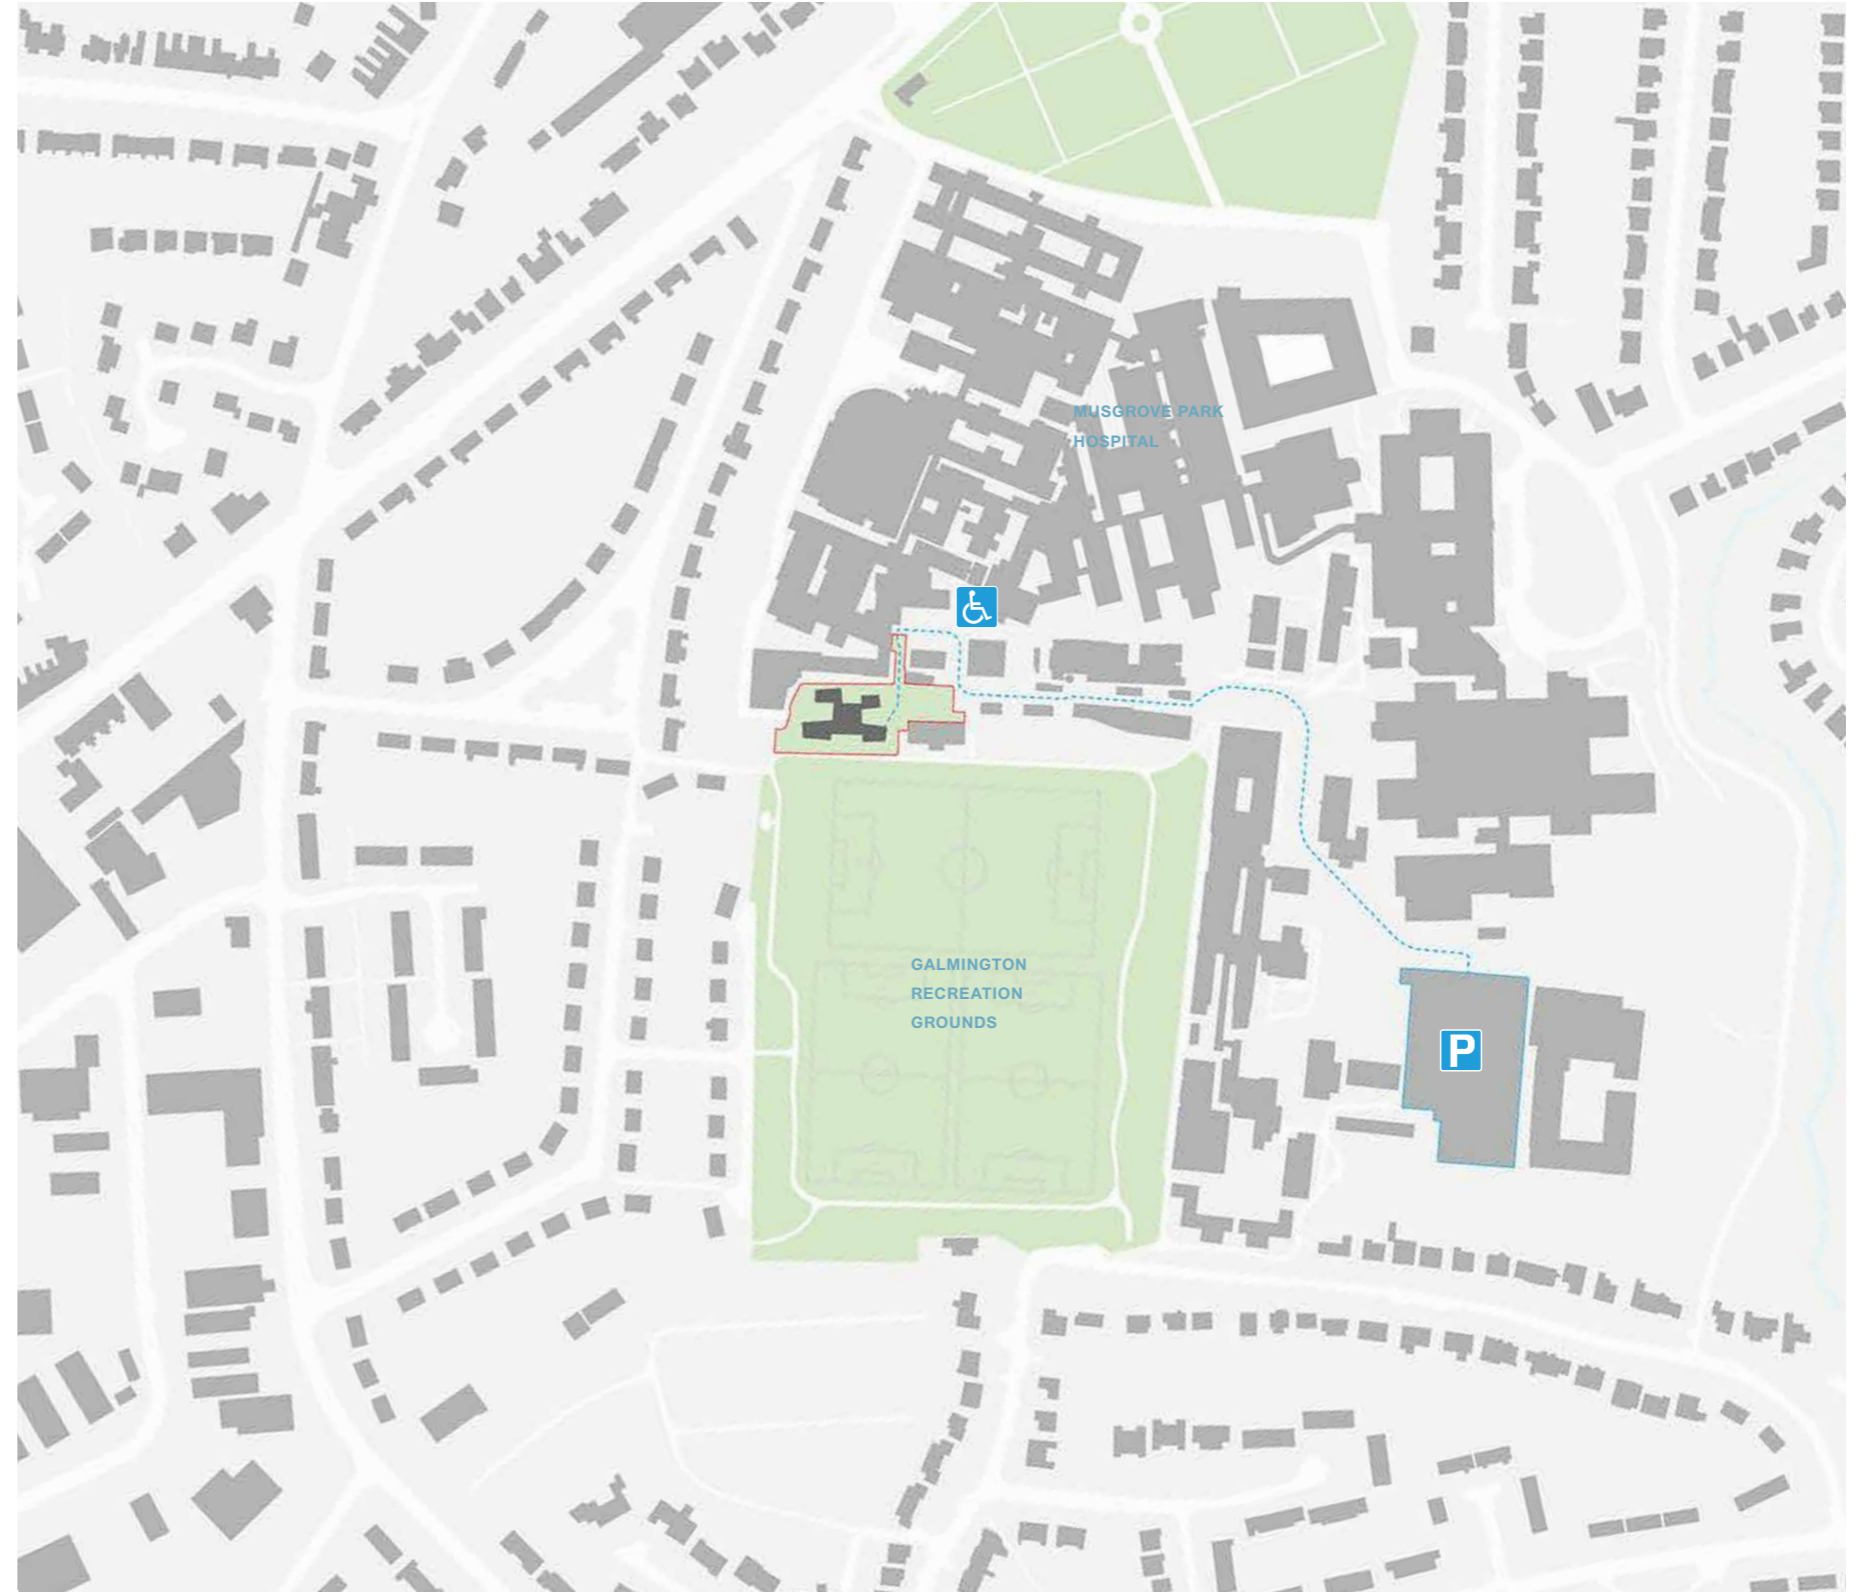 MUSGROVE PARK
HOSPITAL
GALMINGTON
RECREATION
GROUNDS
P